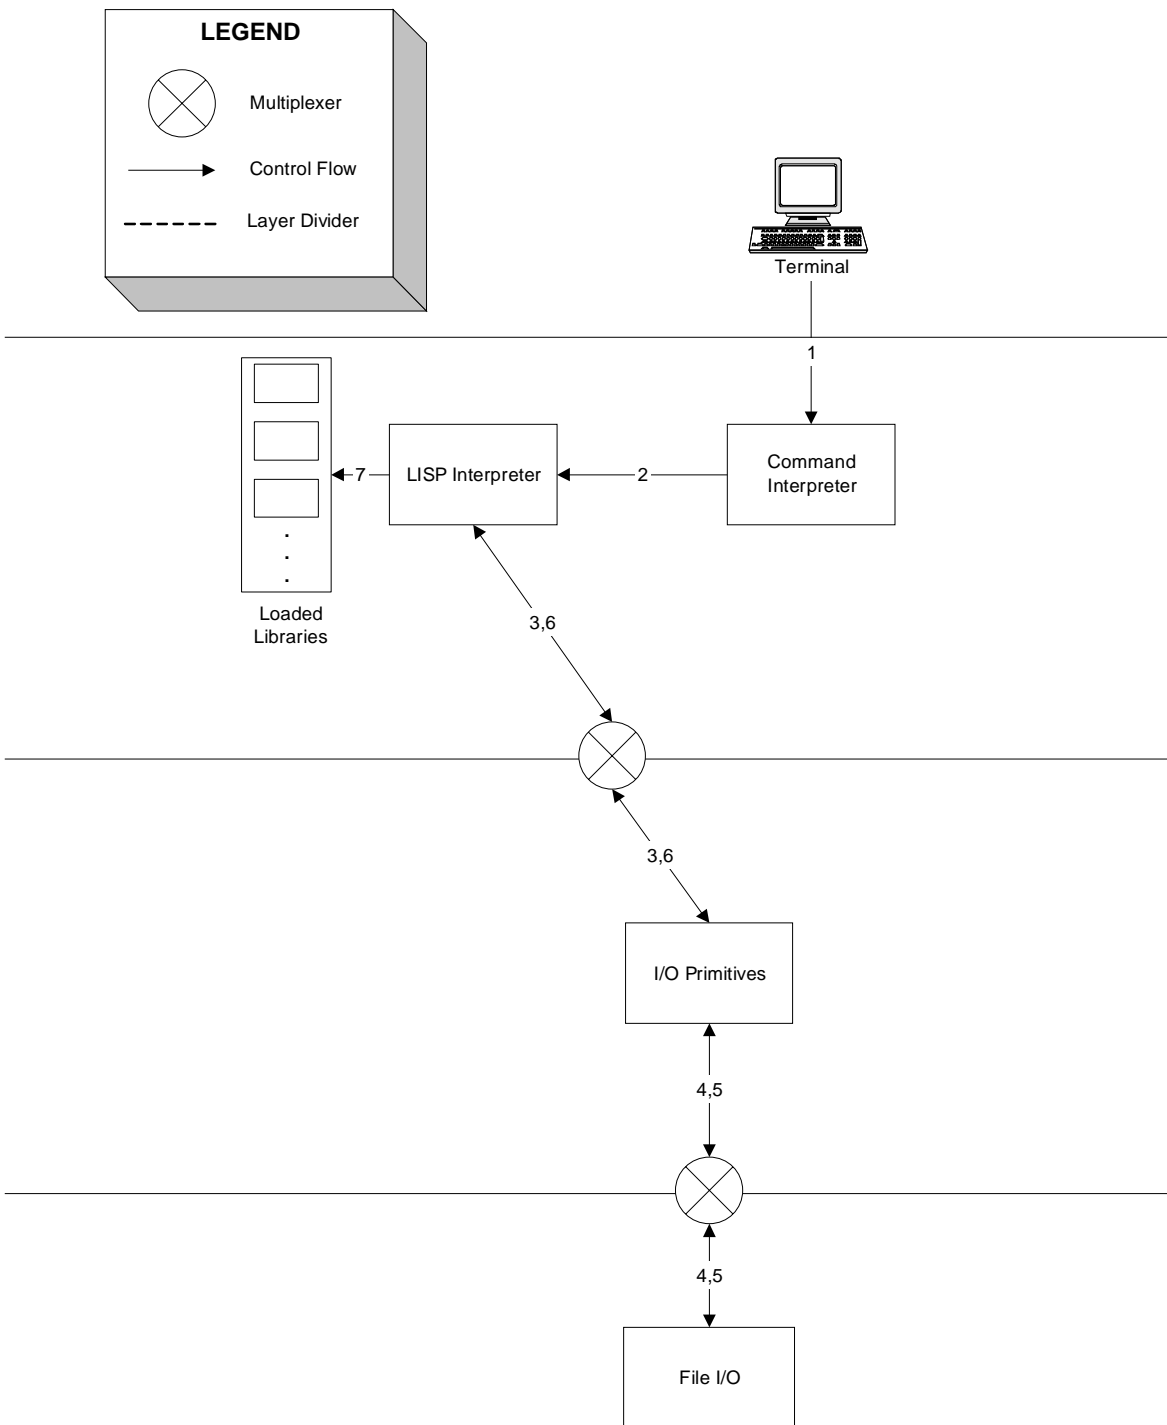 LEGEND
Multiplexer
Control Flow
Layer Divider
Terminal
1
Command
Interpreter
2
LISP Interpreter
7
Loaded
Libraries
3,6
3,6
I/O Primitives
4,5
4,5
File I/O